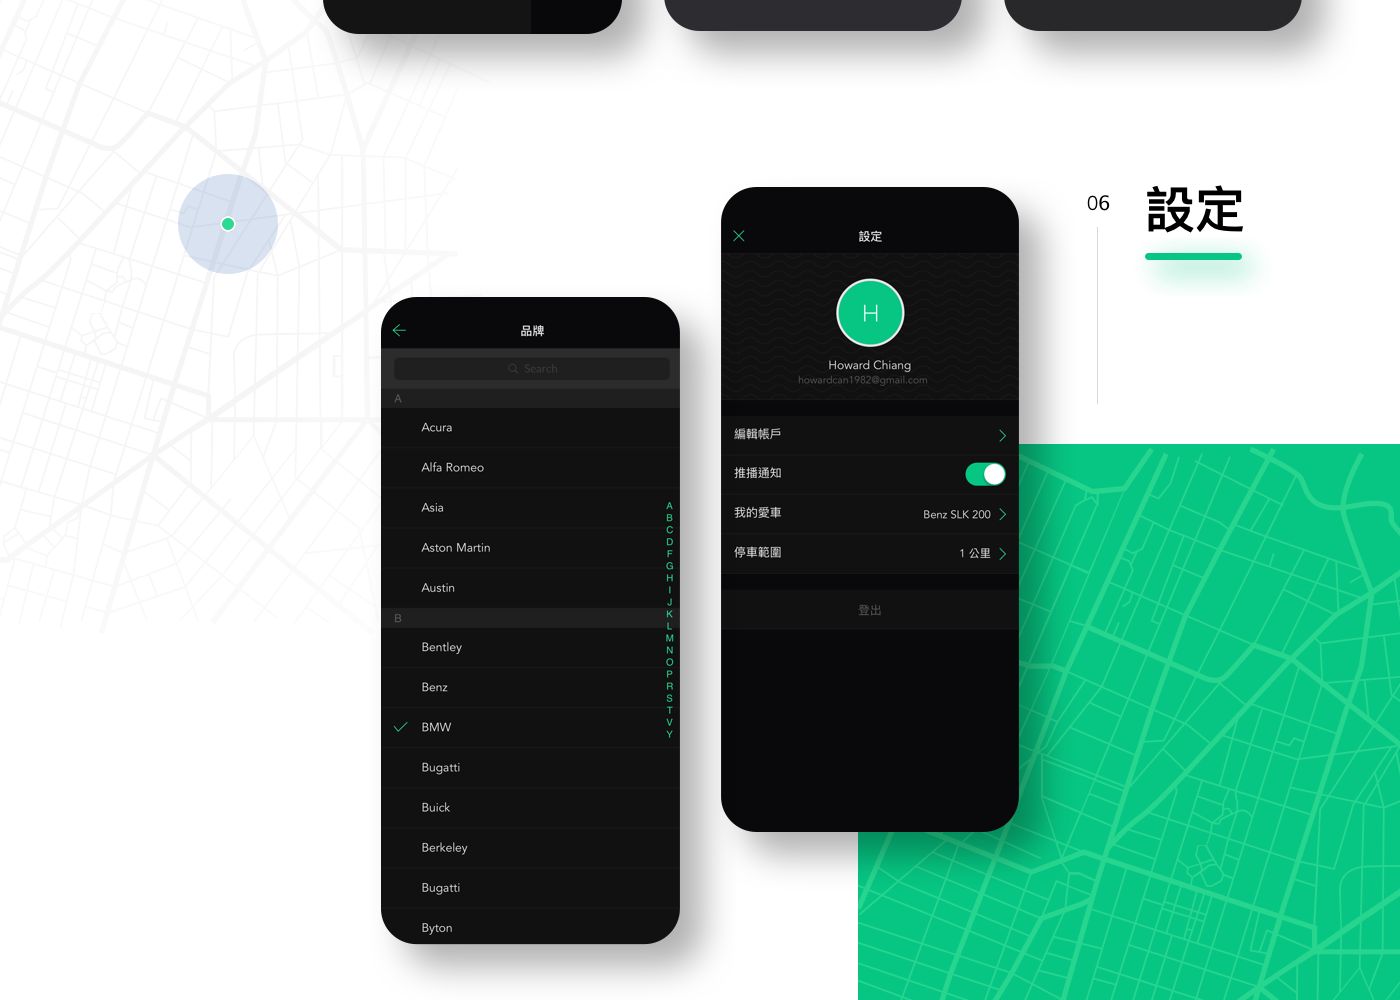 06
設定
設定
H
Howard Chiang
howardcan1982@gmail.com
編輯帳戶
推播通知
我的愛車
Benz SLK 200
停車範圍
1 公里
登出
品牌
Search
A
Acura
Alfa Romeo
Asia
Aston Martin
Austin
B
Bentley
Benz
BMW
Bugatti
Buick
Berkeley
Bugatti
Byton
A
B
C
D
F
G
H
I
J
K
L
M
N
O
P
R
S
T
V
Y